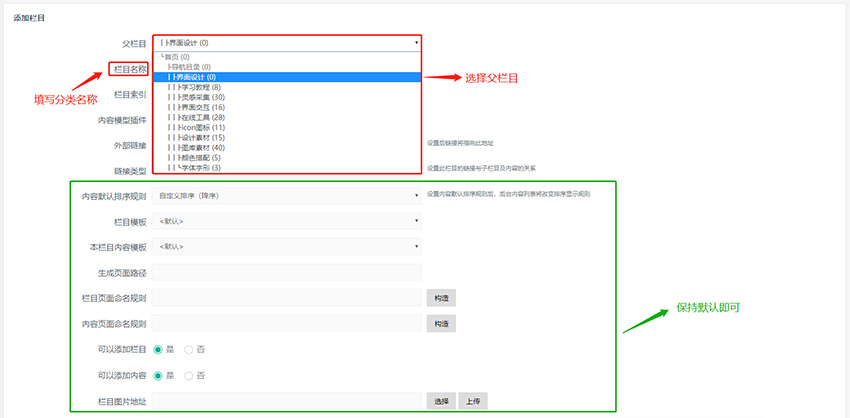 添加栏目
父栏目
┃┣界面设计 (0)
┗首页 (0)
┣导航目录 (0)
┃┣界面设计 (0)
┃┃┣学习教程 (8)
┃┃┣灵感采集 (30)
┃┃┣界面交互 (16)
┃┃┣在线工具 (28)
┃┃┣icon图标 (11)
┃┃┣设计素材 (15)
┃┃┣图库素材 (40)
┃┃┣颜色搭配 (5)
┃┃┗字体字形 (3)
选择父栏目
栏目名称
填写分类名称
栏目索引
内容模型插件
外部链接
设置后链接将指向此地址
链接类型
设置此栏目的链接与子栏目及内容的关系
内容默认排序规则
自定义排序（降序）
设置内容默认排序规则后，后台内容列表将改变排序显示规则
栏目模板
<默认>
本栏目内容模板
<默认>
生成页面路径
栏目页面命名规则
构造
保持默认即可
内容页面命名规则
构造
可以添加栏目
是 否
可以添加内容
是 否
栏目图片地址
选择 上传